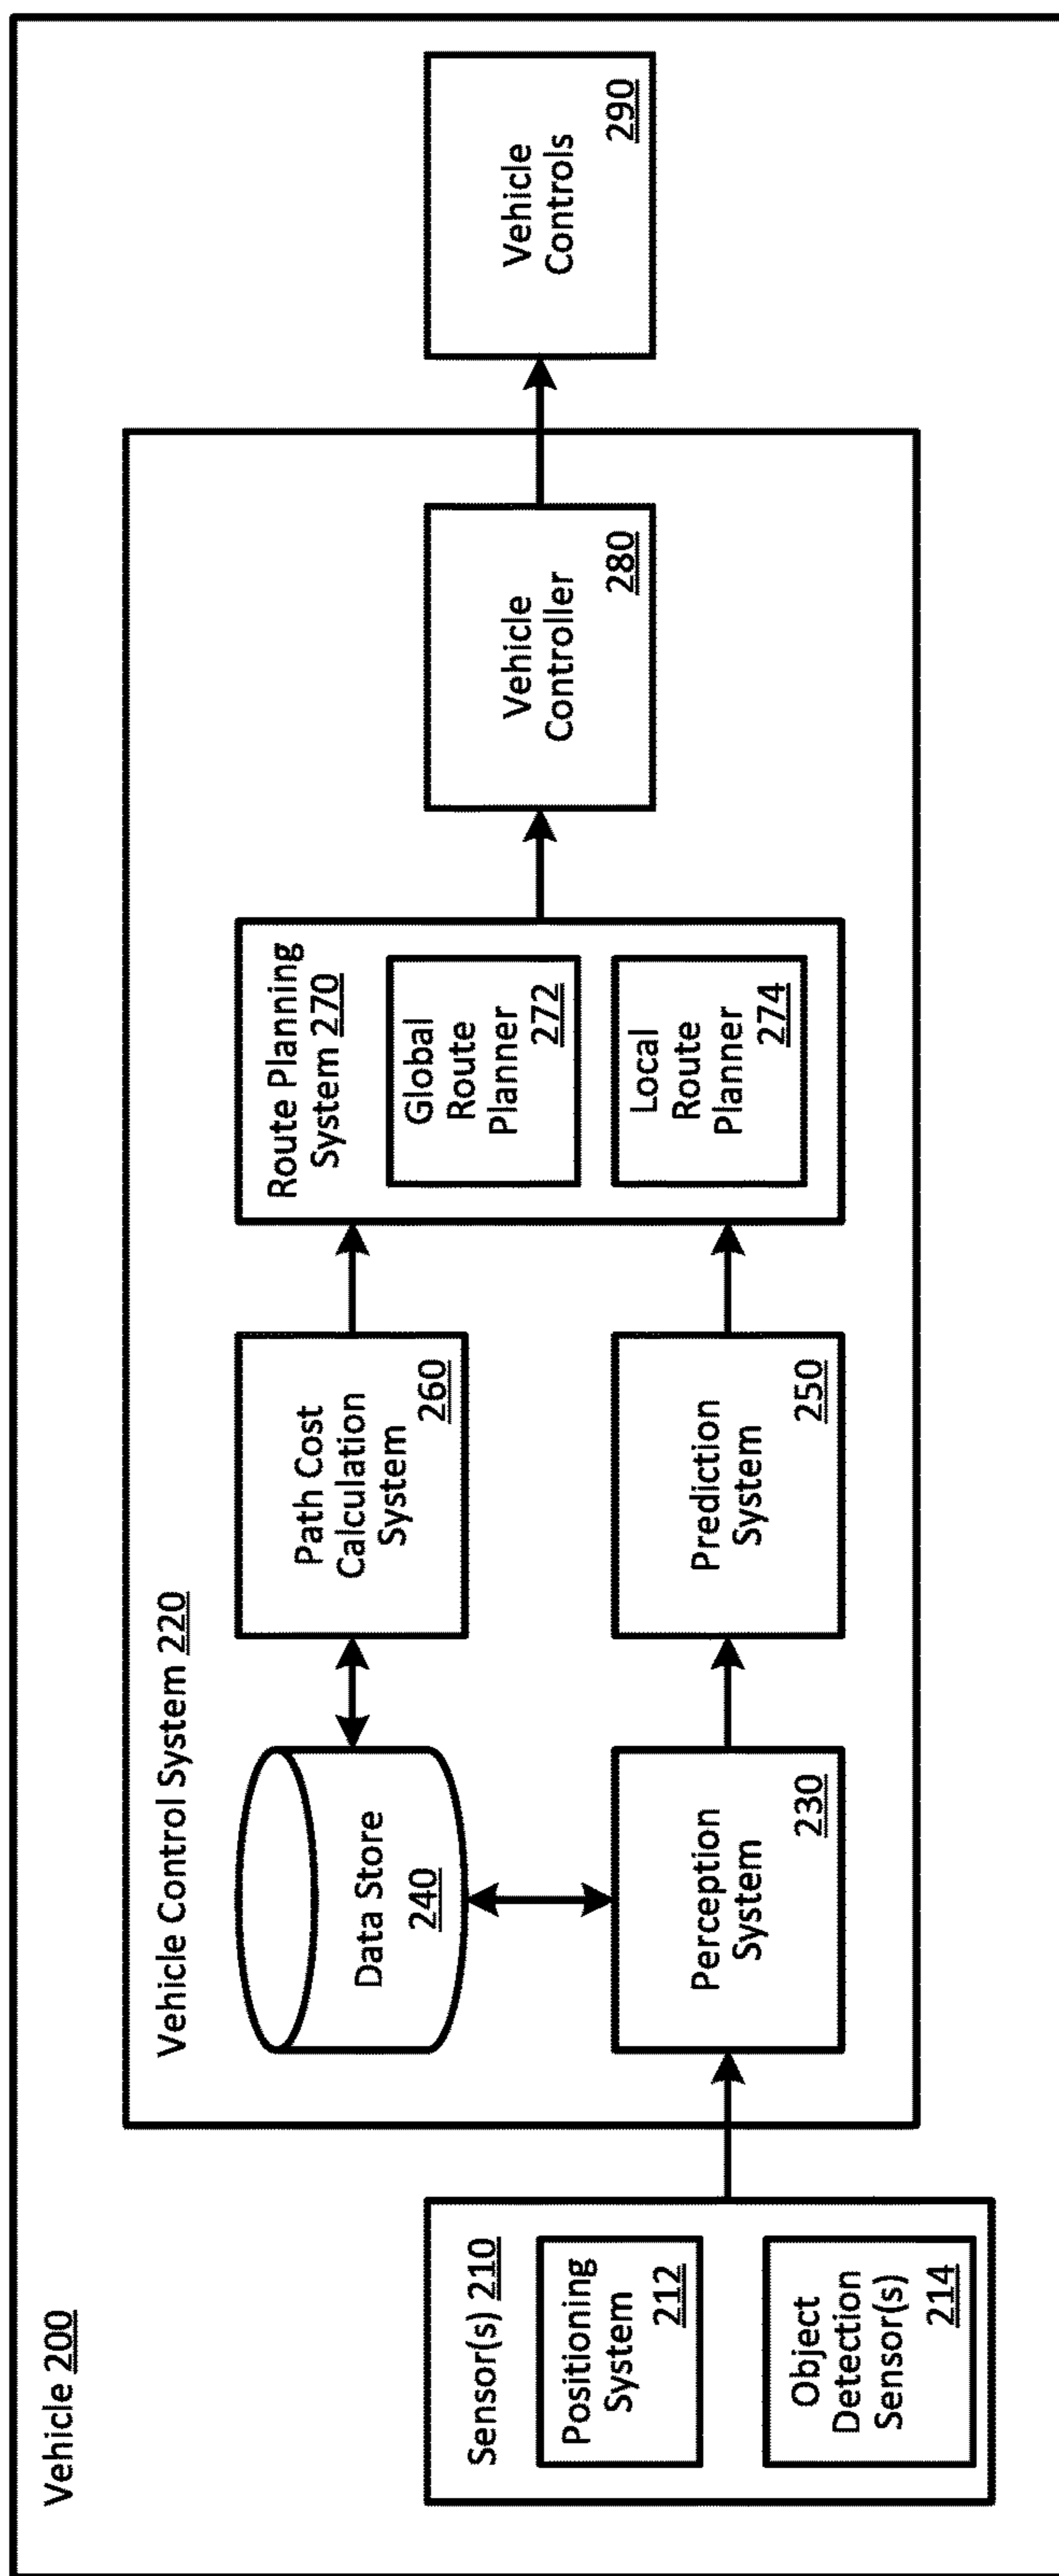 Vehicle 200
Sensor(s) 210
Positioning
System
212
Object
Detection
Sensor(s)
214
Vehicle Control System 220
Data Store
240
Perception
System
230
Path Cost
Calculation
System
260
Prediction
System
250
Route Planning
System 270
Global
Route
Planner
272
Local
Route
Planner
274
Vehicle
Controller
280
Vehicle
Controls
290